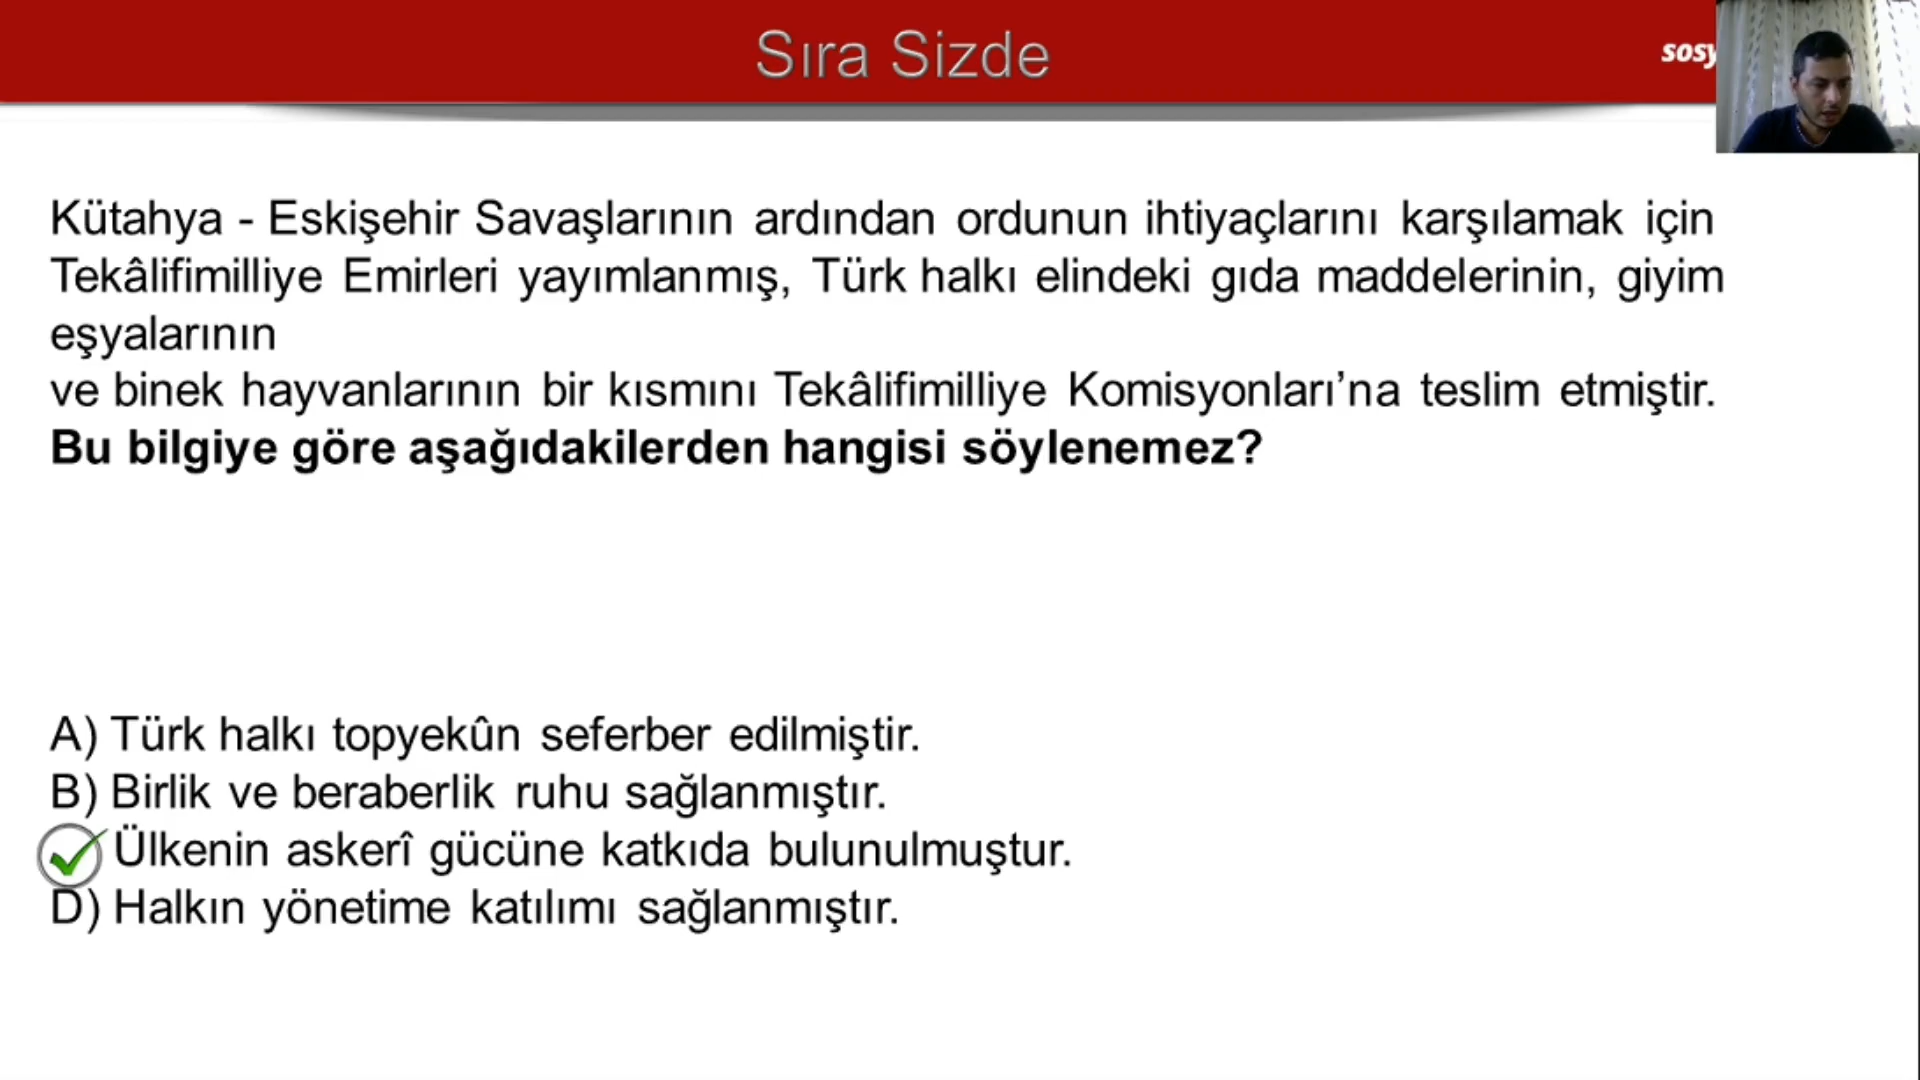 Sıra Sizde
sosy
Kütahya - Eskişehir Savaşlarının ardından ordunun ihtiyaçlarını karşılamak için
Tekâlifimilliye Emirleri yayımlanmış, Türk halkı elindeki gıda maddelerinin, giyim
eşyalarının
ve binek hayvanlarının bir kısmını Tekâlifimilliye Komisyonları’na teslim etmiştir.
Bu bilgiye göre aşağıdakilerden hangisi söylenemez?
A) Türk halkı topyekûn seferber edilmiştir.
B) Birlik ve beraberlik ruhu sağlanmıştır.
Ülkenin askerî gücüne katkıda bulunulmuştur.
D) Halkın yönetime katılımı sağlanmıştır.